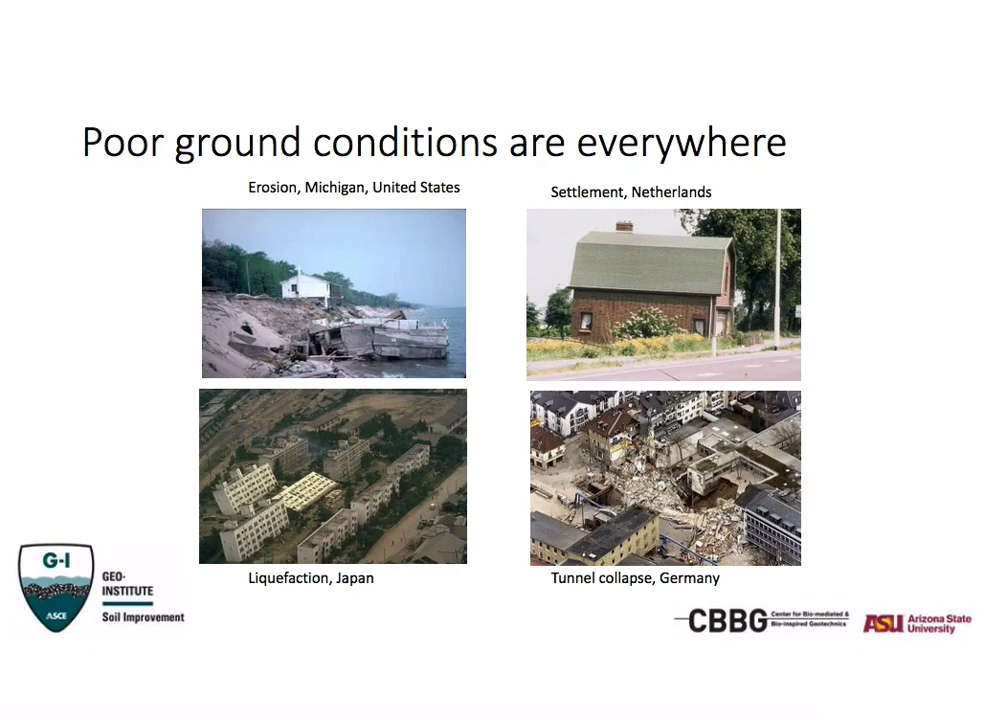 Poor ground conditions are everywhere
Erosion, Michigan, United States
Settlement, Netherlands
Liquefaction, Japan
Tunnel collapse, Germany
G-I
ASCE
GEO-
INSTITUTE
Soil Improvement
CBBG
Center for Bio-mediated &
Bio-inspired Geotechnics
ASU
Arizona State
University